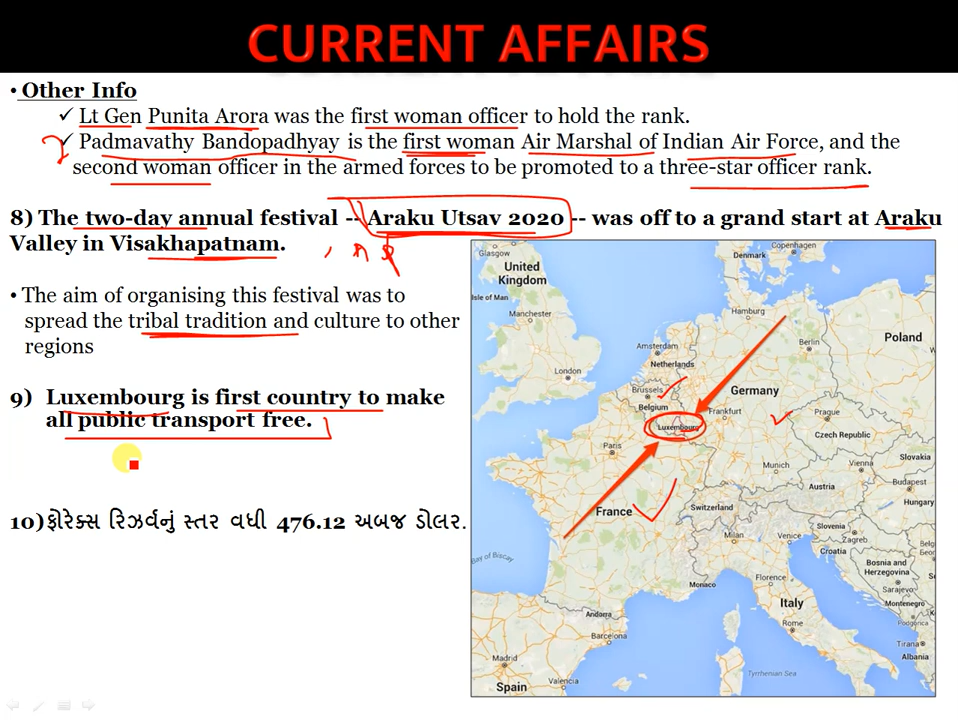 CURRENT AFFAIRS
• Other Info
✓ Lt Gen Punita Arora was the first woman officer to hold the rank.
✓ Padmavathy Bandopadhyay is the first woman Air Marshal of Indian Air Force, and the
second woman officer in the armed forces to be promoted to a three-star officer rank.
8) The two-day annual festival -- Araku Utsav 2020 -- was off to a grand start at Araku
Valley in Visakhapatnam.
• The aim of organising this festival was to
spread the tribal tradition and culture to other
regions
9) Luxembourg is first country to make
all public transport free.
10) ફોરેક્સ રિઝર્વનું સ્તર વધી 476.12 અબજ ડોલર.
Glasgow
Copenhagen
Denmark
United
Kingdom
Isle of Man
Manchester
Hamburg
Amsterdam
Netherlands
Berlin
Poland
London
Brussels
Belgium
Germany
Frankfurt
Luxembourg
Prague
Czech Republic
Paris
Slovakia
Munich
Vienna
Austria
Budapest
Hungary
France
Switzerland
Slovenia
Zagreb
Croatia
Milan
Venice
Bay of Biscay
Bosnia and
Herzegovina
Belgr
Se
Sarajevo
Montenegro
Florence
Monaco
Andorra
Italy
Podgorica
Rome
Barcelona
Tirana
Albania
Madrid
Tyrrhenian Sea
Spain
Valencia